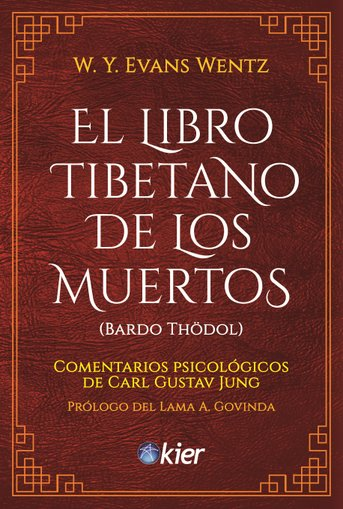 W. Y. EVANS WENTZ
EL LIBRO
TIBETANO
DE LOS
MUERTOS
(BARDO THÖDOL)
COMENTARIOS PSICOLÓGICOS
DE CARL GUSTAV JUNG
PRÓLOGO DEL LAMA A. GOVINDA
kier